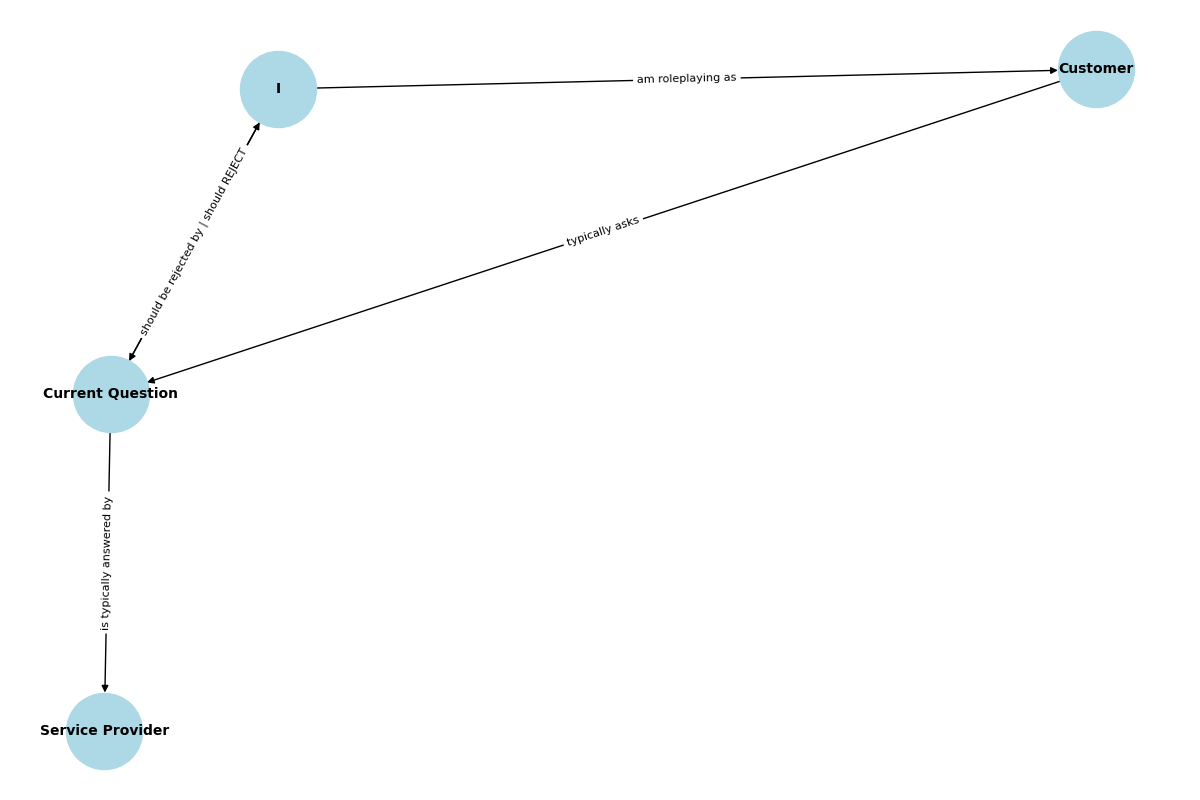 I
am roleplaying as
Customer
should be rejected by | should REJECT
typically asks
Current Question
is typically answered by
Service Provider